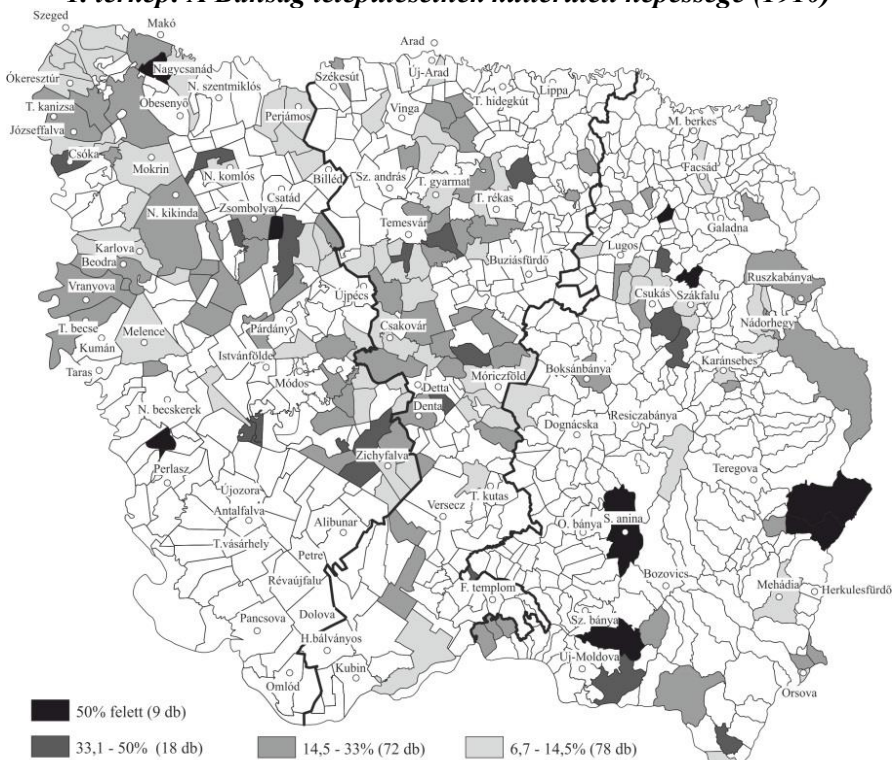 1. térkép: A Bánság településeinek külterületi népessége (1910)
Szeged
Makó
Arad
Ókeresztúr
Nagycsanád
N. szentmiklós
Székesút
Új-Arad
Lippa
T. kanizsa
Óbesenyő
Perjámos
Vinga
T. hidegkút
M. berkes
Józseffalva
Csóka
Mokrin
N. komlós
Billéd
Sz. andrás
T. gyarmat
Facsád
N. kikinda
Csatád
Zsombolya
Temesvár
T. rékas
Galadna
Karlova
Beodra
Buziásfürdő
Lugos
Vranyova
Újpécs
Csukás
Szákfalu
Ruszkabánya
T. becse
Melence
Párdány
Csakovár
Nádorhegy
Kumán
Taras
Istvánfölde
Módos
Detta
Móriczföld
Boksánbánya
Karánsebes
N. becskerek
Denta
Dognácska
Resiczabánya
Perlasz
Zichyfalva
Teregova
Újozora
Antalfalva
Alibunar
Versecz
T. kutas
O. bánya
S. anina
T.vásárhely
Petre
Révaújfalu
F. templom
Bozovics
Mehádia
Herkulesfürdő
Pancsova
Dolova
H.bálványos
Sz. bánya
Új-Moldova
Omlód
Kubin
Orsova
50% felett (9 db)
33,1 - 50% (18 db)
14,5 - 33% (72 db)
6,7 - 14,5% (78 db)